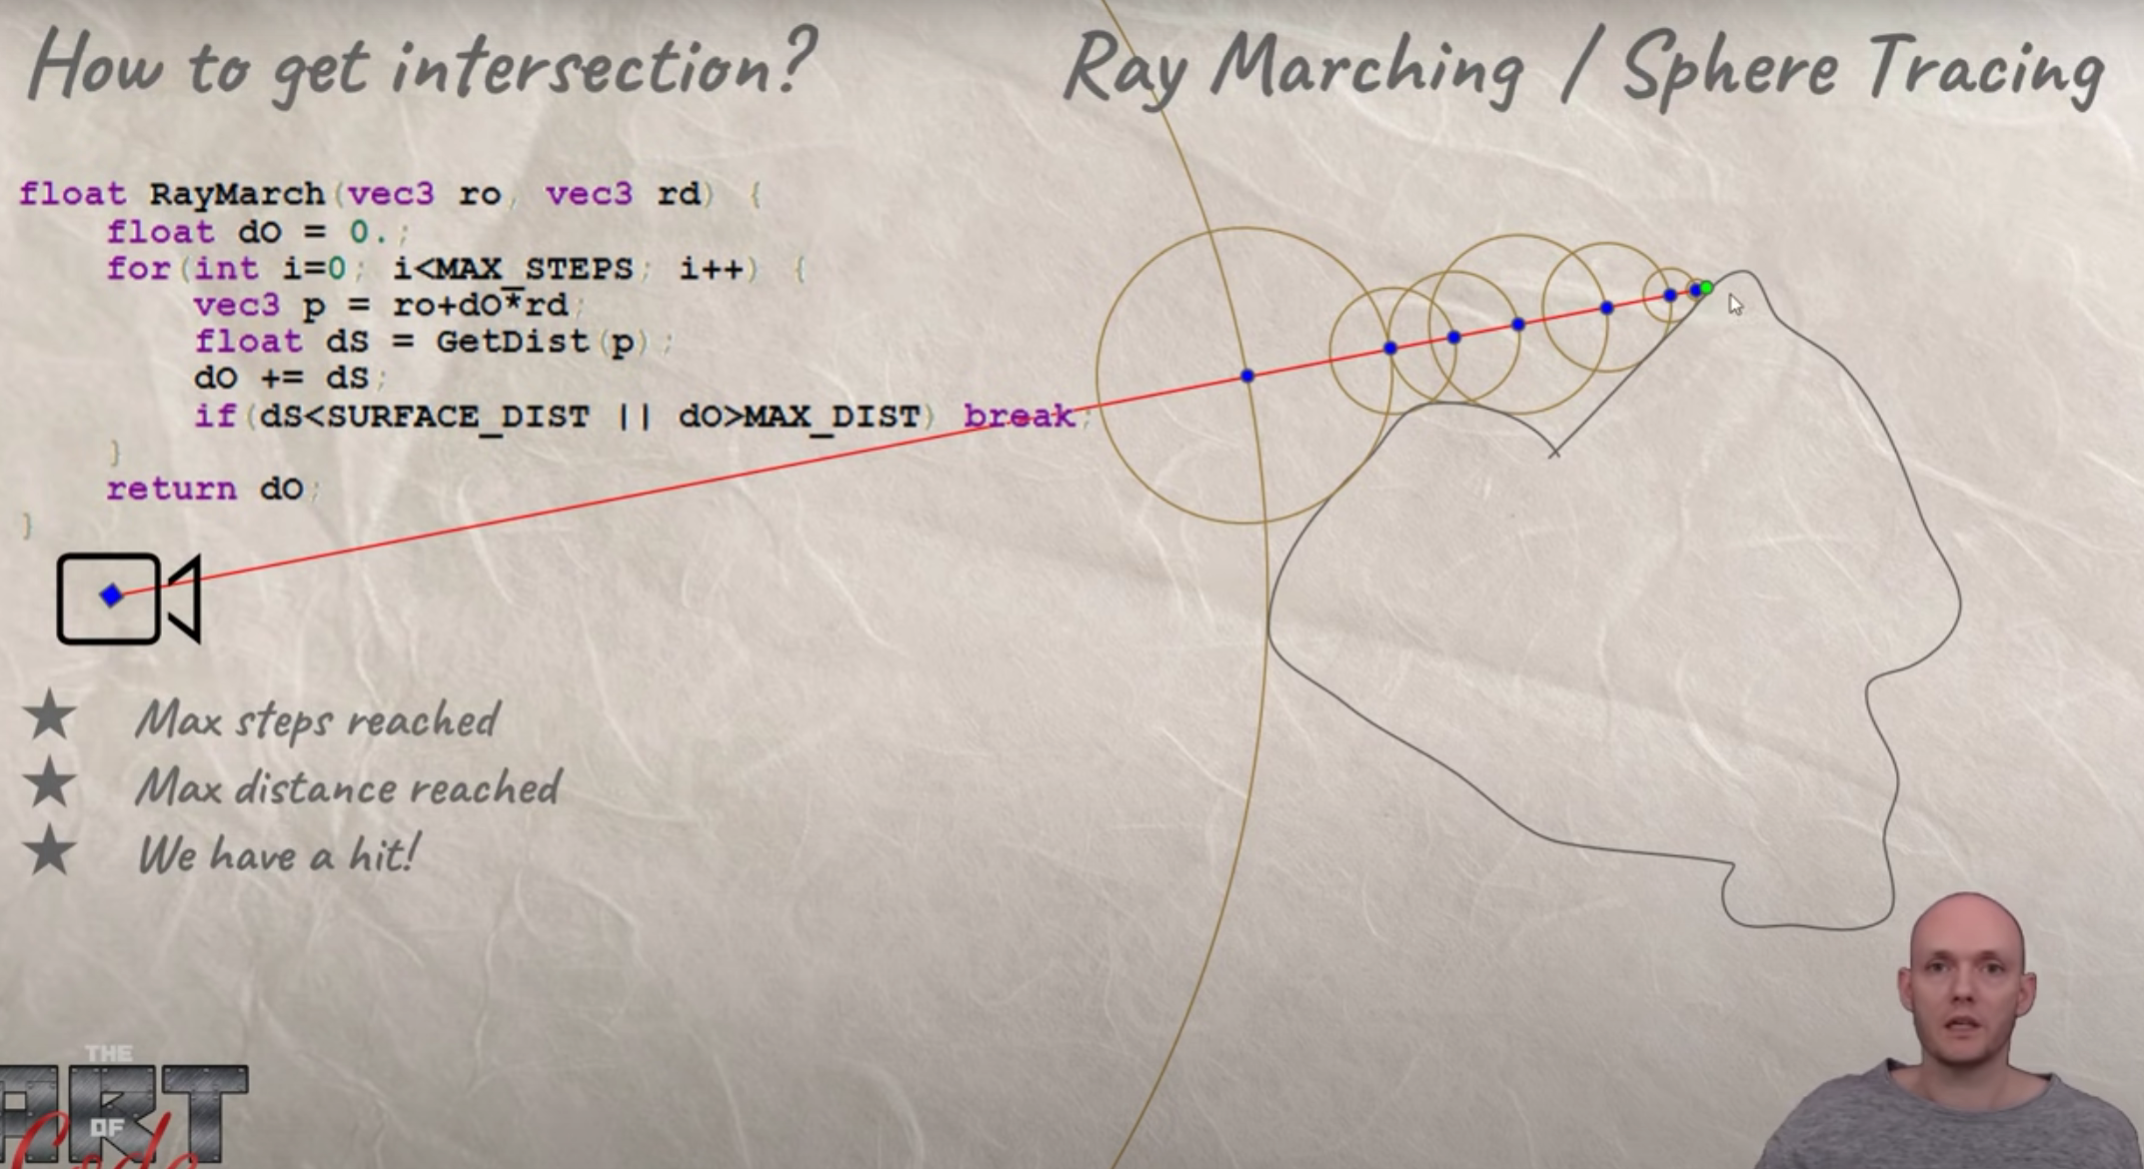 How to get intersection?
Ray Marching / Sphere Tracing
float RayMarch(vec3 ro, vec3 rd) {
float dO = 0.;
for(int i=0; i<MAX_STEPS; i++) {
vec3 p = ro+dO*rd;
float dS = GetDist(p);
dO += dS;
if(dS<SURFACE_DIST || dO>MAX_DIST) break;
}
return dO;
}
★ Max steps reached
★ Max distance reached
★ We have a hit!
THE
ART
OF
Code